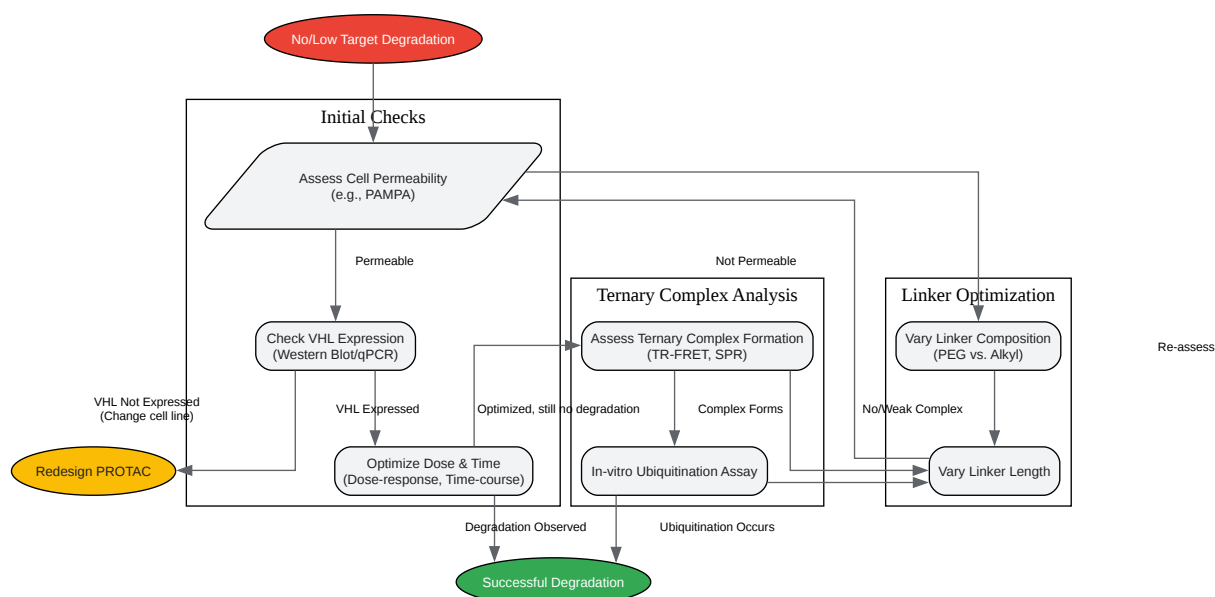 No/Low Target Degradation
Initial Checks
Assess Cell Permeability
(e.g., PAMPA)
Permeable
Not Permeable
Ternary Complex Analysis
Linker Optimization
Check VHL Expression
(Western Blot/qPCR)
Assess Ternary Complex Formation
(TR-FRET, SPR)
Vary Linker Composition
(PEG vs. Alkyl)
Re-assess
VHL Not Expressed
(Change cell line)
VHL Expressed
Optimized, still no degradation
Complex Forms
No/Weak Complex
Redesign PROTAC
Optimize Dose & Time
(Dose-response, Time-course)
In-vitro Ubiquitination Assay
Vary Linker Length
Degradation Observed
Ubiquitination Occurs
Successful Degradation